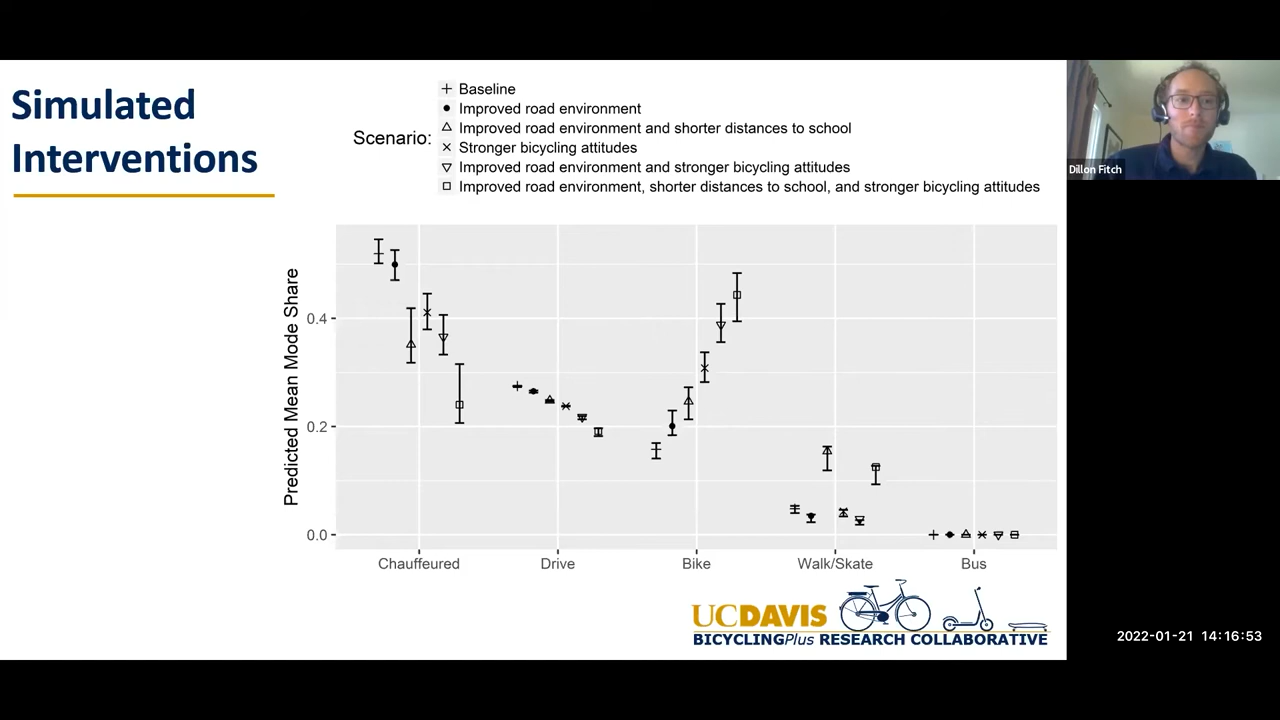 Simulated
Interventions
Scenario:
Baseline
Improved road environment
Improved road environment and shorter distances to school
Stronger bicycling attitudes
Improved road environment and stronger bicycling attitudes
Improved road environment, shorter distances to school, and stronger bicycling attitudes
Dillon Fitch
Predicted Mean Mode Share
0.4
0.2
0.0
Chauffeured
Drive
Bike
Walk/Skate
Bus
UCDAVIS
BICYCLINGPlus RESEARCH COLLABORATIVE
2022-01-21 14:16:53